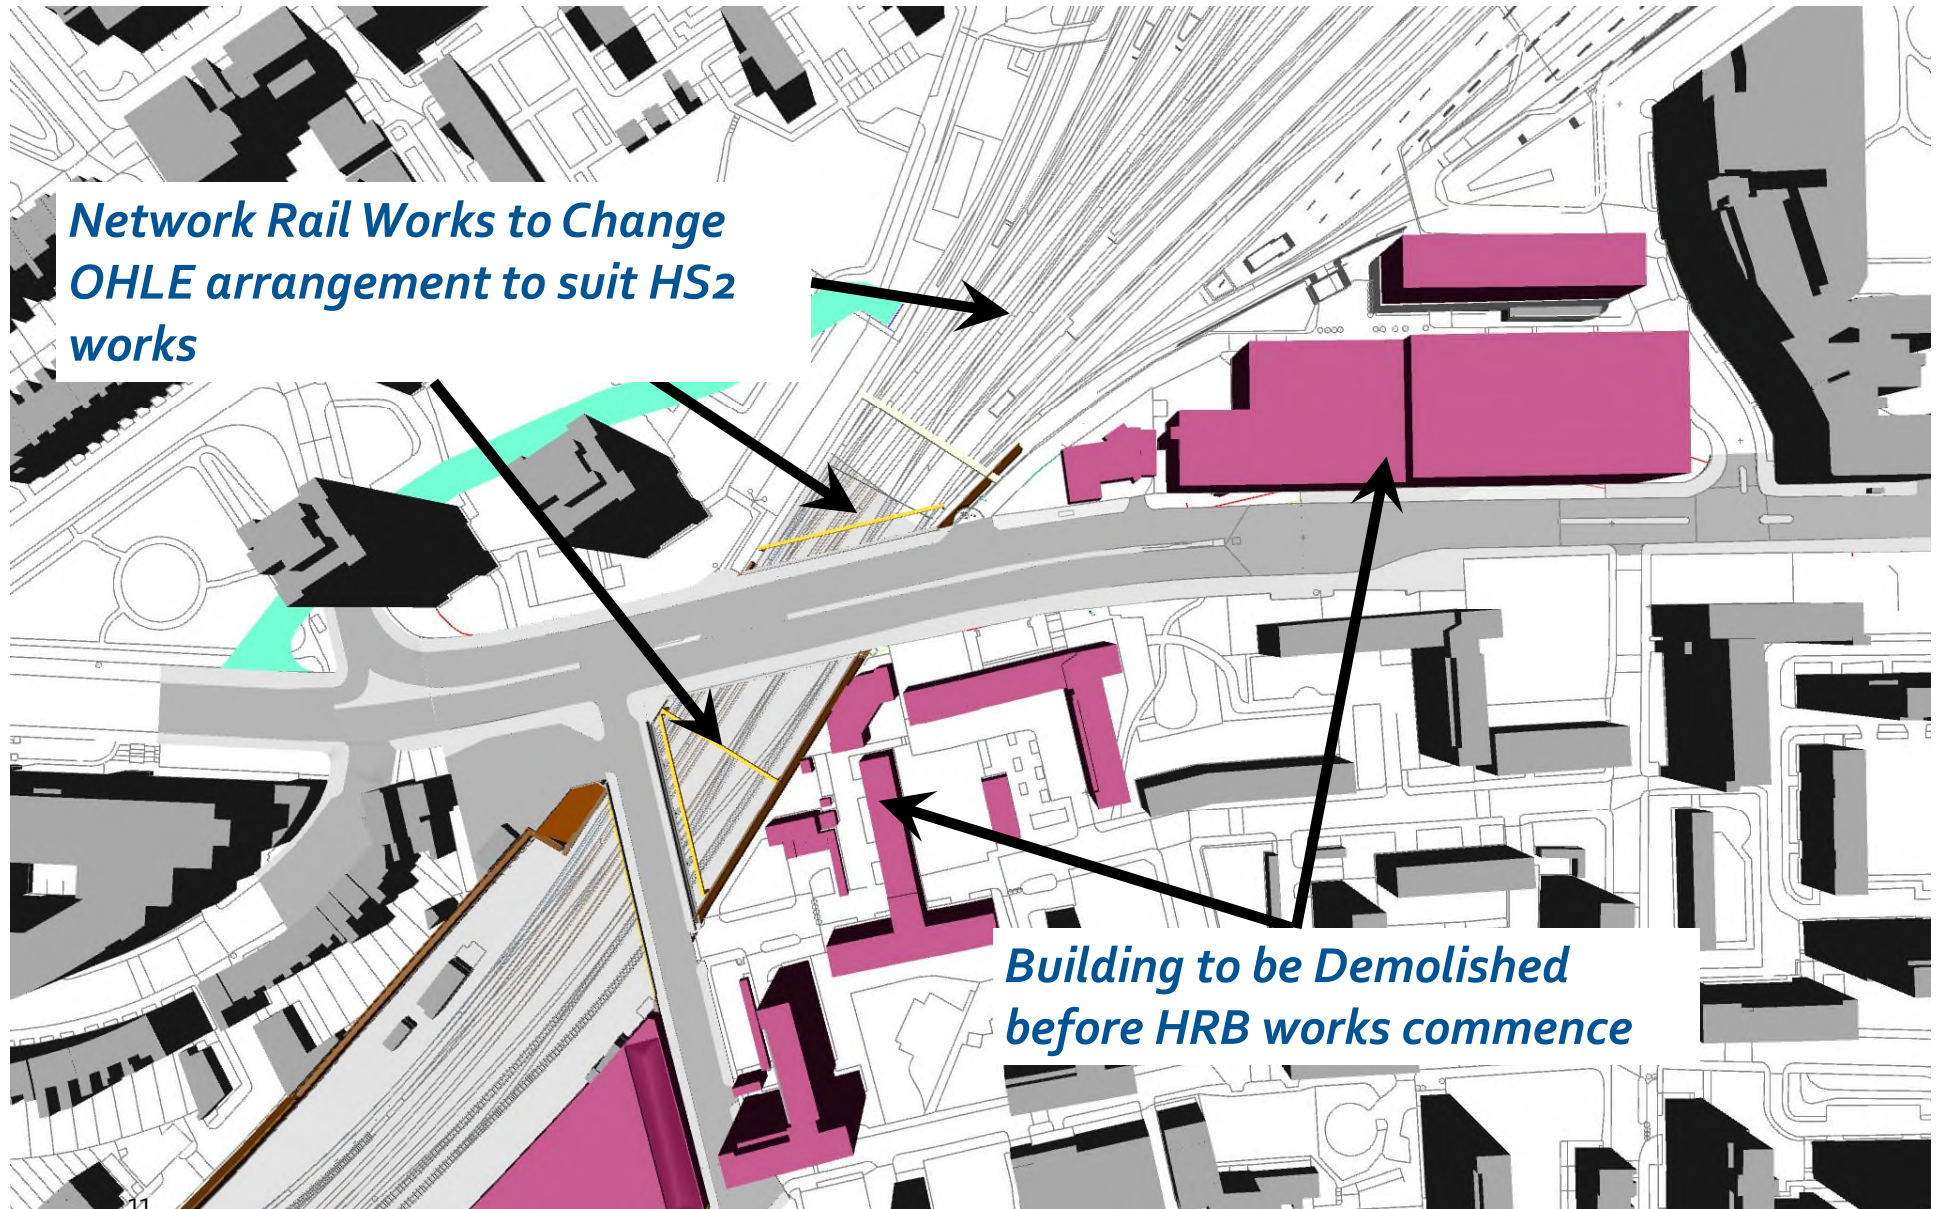 Network Rail Works to Change
OHLE arrangement to suit HS2
works
Building to be Demolished
before HRB works commence
11